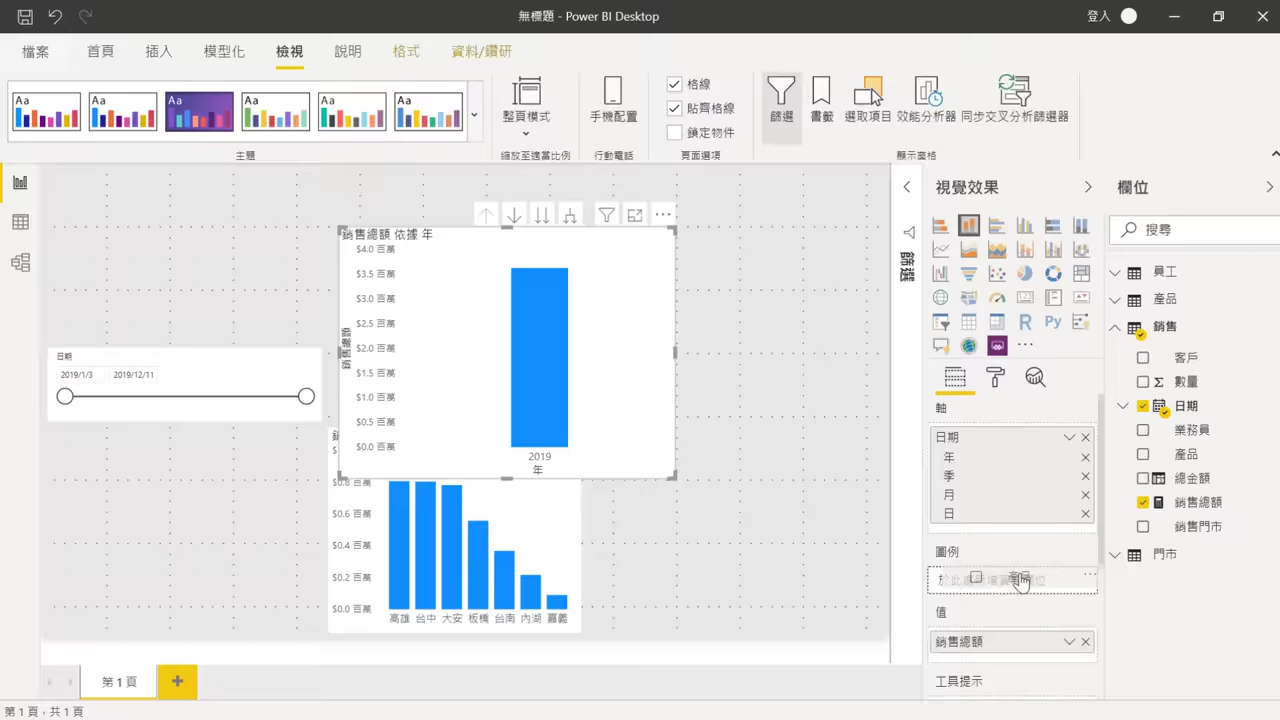 無標題 - Power BI Desktop
登入
檔案 首頁 插入 模型化 檢視 說明 格式 資料/鑽研
Aa Aa Aa Aa Aa Aa
整頁模式
手機配置
格線
貼齊格線
鎖定物件
篩選 書籤 選取項目 效能分析器 同步交叉分析篩選器
主題 縮放至適當比例 行動電話 頁面選項 顯示窗格
銷售總額 依據 年
$4.0 百萬
$3.5 百萬
$3.0 百萬
$2.5 百萬
$2.0 百萬
$1.5 百萬
$1.0 百萬
$0.5 百萬
$0.0 百萬
銷售總額
2019
年
日期
2019/1/3 2019/12/11
$0.8 百萬
$0.6 百萬
$0.4 百萬
$0.2 百萬
$0.0 百萬
高雄 台中 大安 板橋 台南 內湖 嘉義
篩選
視覺效果
R Py
軸
日期
年
季
月
日
圖例
值
銷售總額
工具提示
欄位
搜尋
員工
產品
銷售
客戶
數量
日期
業務員
產品
總金額
銷售總額
銷售門市
門市
第 1 頁
第 1 頁，共 1 頁